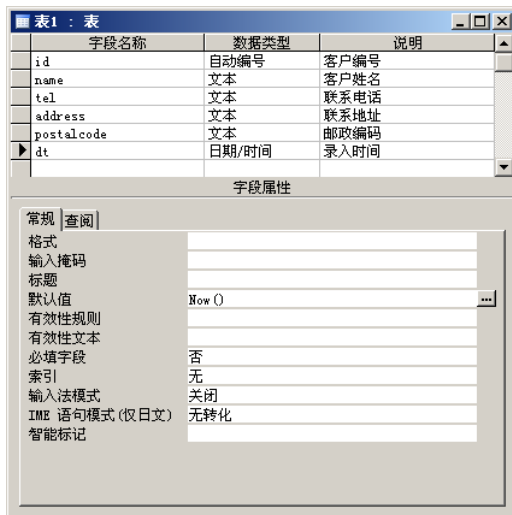 表1 : 表
字段名称 数据类型 说明
id 自动编号 客户编号
name 文本 客户姓名
tel 文本 联系电话
address 文本 联系地址
postalcode 文本 邮政编码
dt 日期/时间 录入时间
字段属性
常规 查阅
格式
输入掩码
标题
默认值 Now()
有效性规则
有效性文本
必填字段 否
索引 无
输入法模式 关闭
IME 语句模式(仅日文) 无转化
智能标记